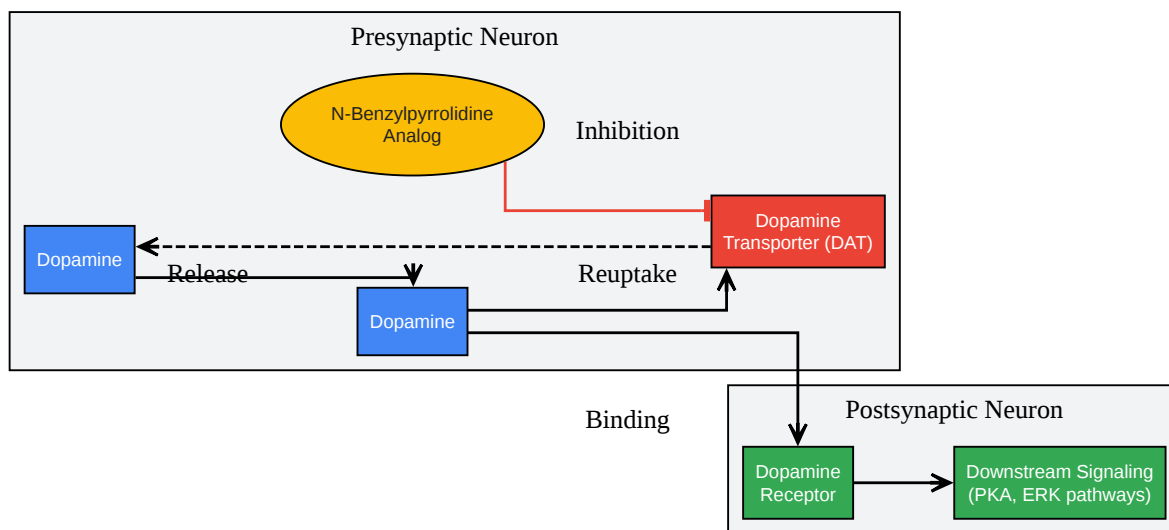 Presynaptic Neuron
N-Benzylpyrrolidine
Analog
Inhibition
Dopamine
Transporter (DAT)
Dopamine
Release
Reuptake
Dopamine
Binding
Postsynaptic Neuron
Dopamine
Receptor
Downstream Signaling
(PKA, ERK pathways)